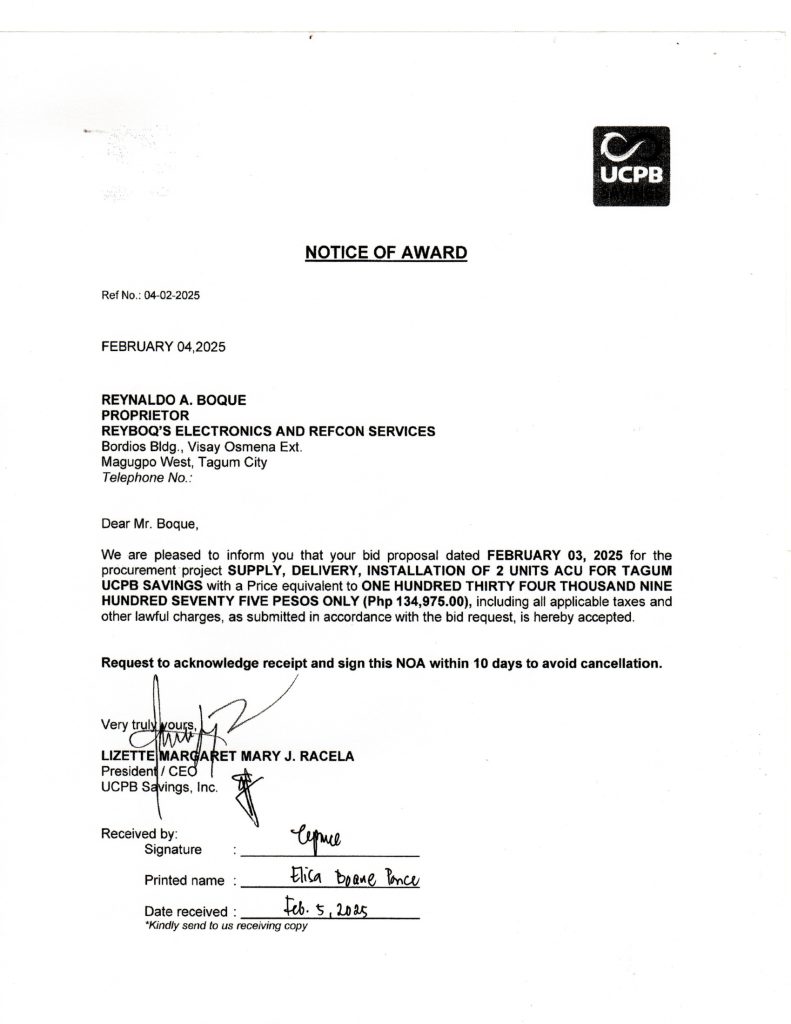 UCPB
SAVINGS
NOTICE OF AWARD
Ref No.: 04-02-2025
FEBRUARY 04,2025
REYNALDO A. BOQUE
PROPRIETOR
REYBOQ'S ELECTRONICS AND REFCON SERVICES
Bordios Bldg., Visay Osmena Ext.
Magugpo West, Tagum City
Telephone No.:
Dear Mr. Boque,
We are pleased to inform you that your bid proposal dated FEBRUARY 03, 2025 for the
procurement project SUPPLY, DELIVERY, INSTALLATION OF 2 UNITS ACU FOR TAGUM
UCPB SAVINGS with a Price equivalent to ONE HUNDRED THIRTY FOUR THOUSAND NINE
HUNDRED SEVENTY FIVE PESOS ONLY (Php 134,975.00), including all applicable taxes and
other lawful charges, as submitted in accordance with the bid request, is hereby accepted.
Request to acknowledge receipt and sign this NOA within 10 days to avoid cancellation.
Very truly yours,
LIZETTE MARGARET MARY J. RACELA
President / CEO
UCPB Savings, Inc.
Received by:
Signature :
Printed name : Elisa Boque Ponce
Date received : Feb. 5, 2025
*Kindly send to us receiving copy